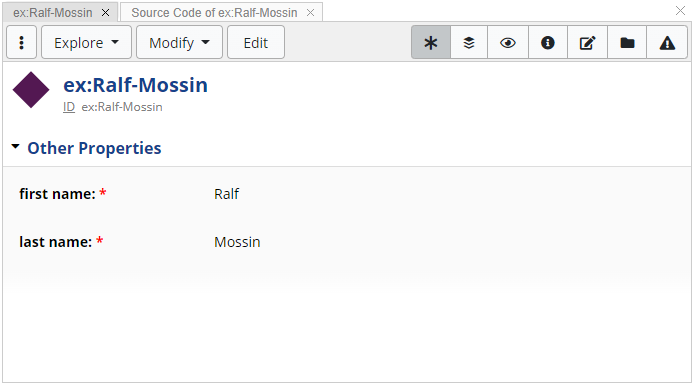 ex:Ralf-Mossin Source Code of ex:Ralf-Mossin
Explore Modify Edit
ex:Ralf-Mossin
ID ex:Ralf-Mossin
Other Properties
first name: * Ralf
last name: * Mossin